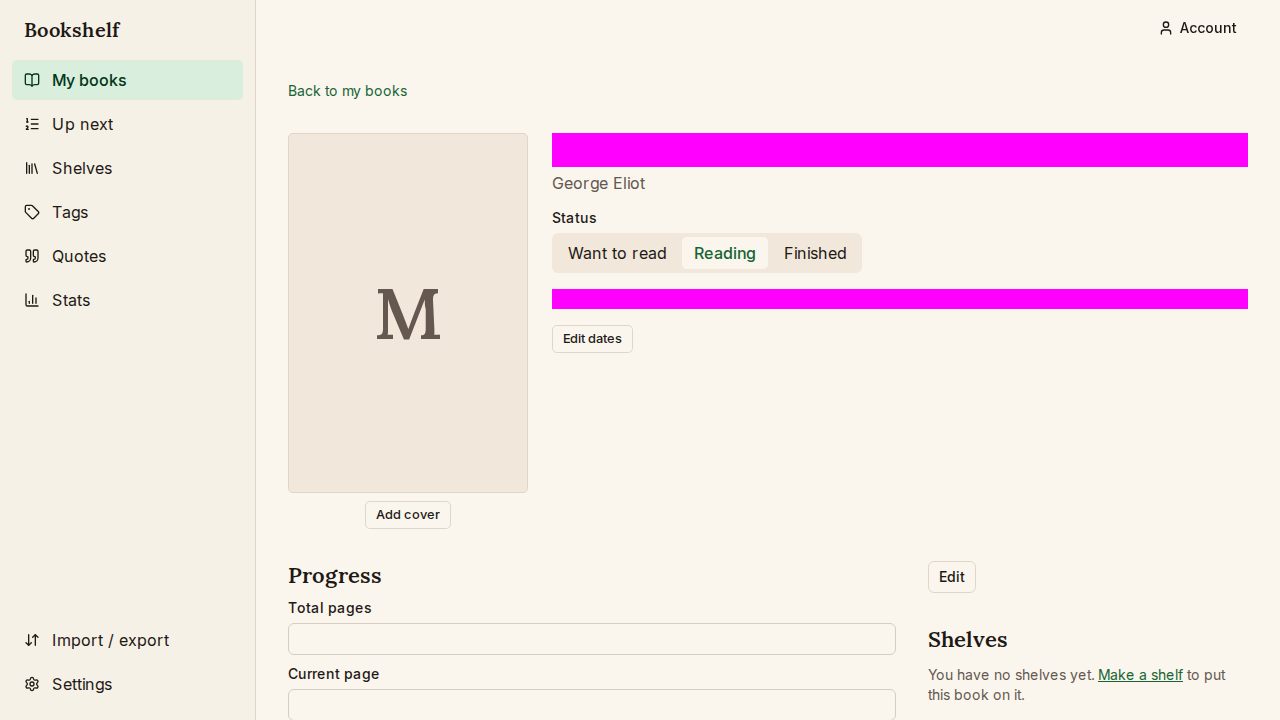 Bookshelf
Account
My books
Up next
Shelves
Tags
Quotes
Stats
Import / export
Settings
Back to my books
M
Add cover
George Eliot
Status
Want to read
Reading
Finished
Edit dates
Progress
Total pages
Current page
Edit
Shelves
You have no shelves yet. Make a shelf to put
this book on it.